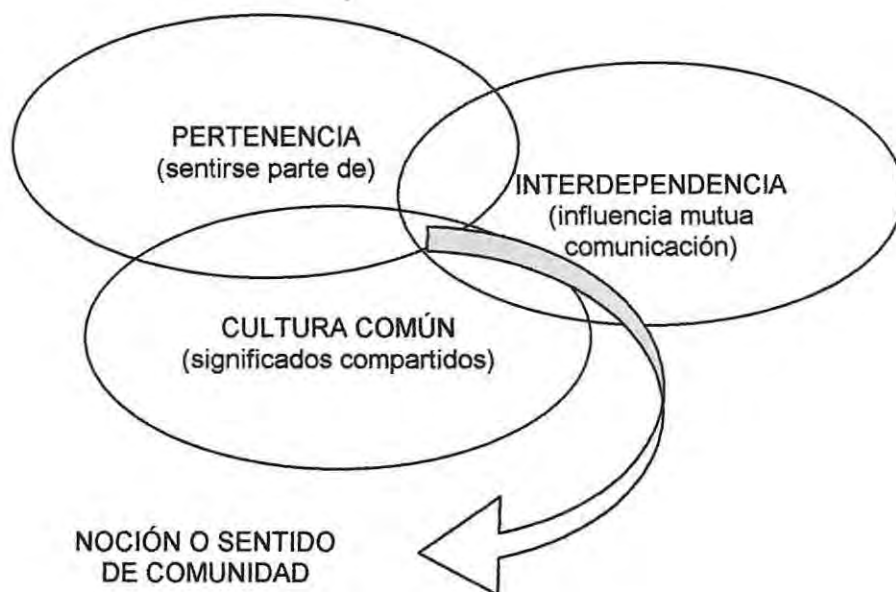 PERTENENCIA
(sentirse parte de)
INTERDEPENDENCIA
(influencia mutua
comunicación)
CULTURA COMÚN
(significados compartidos)
NOCIÓN O SENTIDO
DE COMUNIDAD